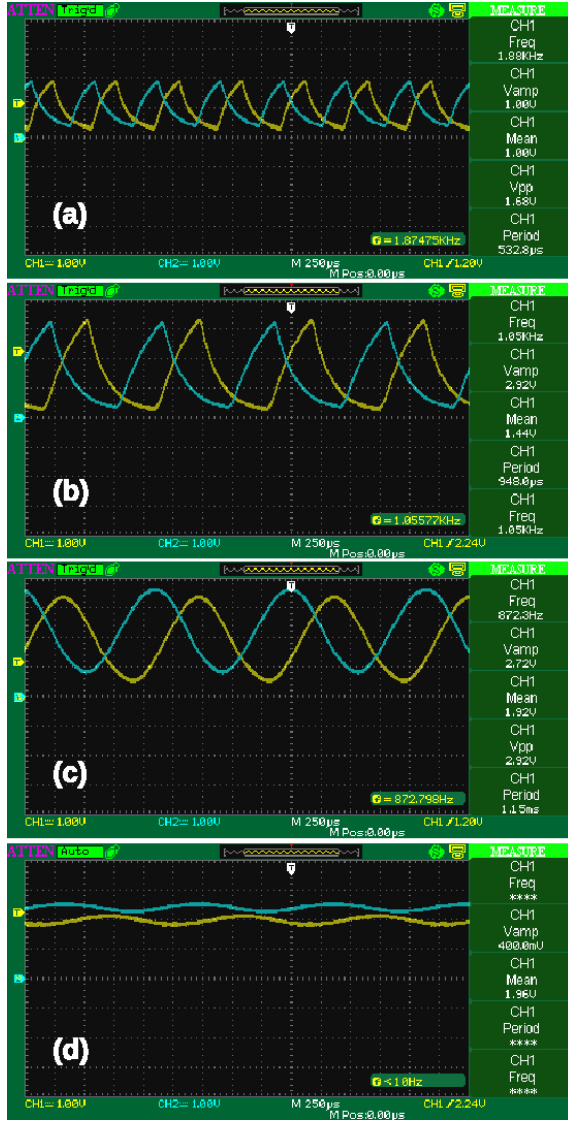 ATTEN Trig'd MEASURE
T
CH1
Freq
1.88KHz
CH1
Vamp
1.00V
CH1
Mean
1.00V
CH1
Vpp
1.68V
CH1
Period
532.8µs
T
(a)
F = 1.87475KHz
CH1= 1.00V CH2= 1.00V M 250µs CH1 / 1.20V
M Pos:0.00µs
ATTEN Trig'd MEASURE
T
CH1
Freq
1.05KHz
CH1
Vamp
2.92V
CH1
Mean
1.44V
CH1
Period
948.0µs
CH1
Freq
1.05KHz
T
(b)
F = 1.05577KHz
CH1= 1.00V CH2= 1.00V M 250µs CH1 / 2.24V
M Pos:0.00µs
ATTEN Trig'd MEASURE
T
CH1
Freq
872.3Hz
CH1
Vamp
2.72V
CH1
Mean
1.92V
CH1
Vpp
2.92V
CH1
Period
1.15ms
T
(c)
F = 872.798Hz
CH1= 1.00V CH2= 1.00V M 250µs CH1 / 1.20V
M Pos:0.00µs
ATTEN Auto MEASURE
T
CH1
Freq
****
CH1
Vamp
400.0mV
CH1
Mean
1.96V
CH1
Period
****
CH1
Freq
****
T
(d)
F < 10Hz
CH1= 1.00V CH2= 1.00V M 250µs CH1 / 2.24V
M Pos:0.00µs